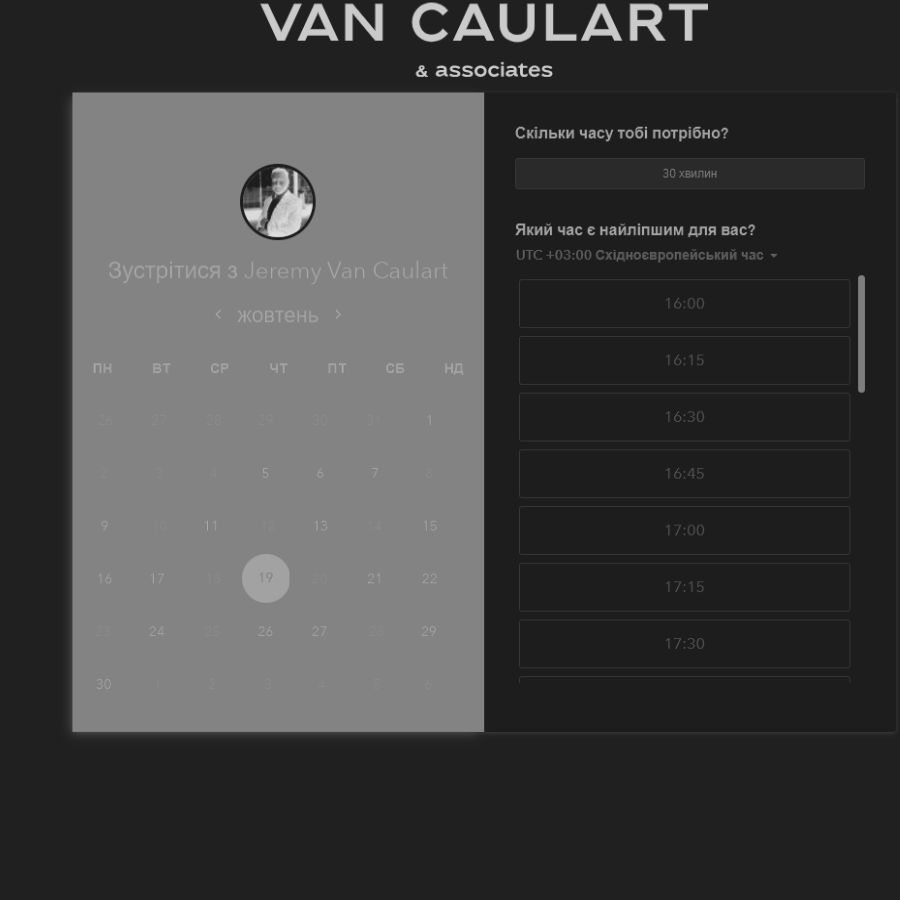 VAN CAULART
& associates
Зустрітися з Jeremy Van Caulart
жовтень
ПН ВТ СР ЧТ ПТ СБ НД
26 27 28 29 30 31 1
2 3 4 5 6 7 8
9 10 11 12 13 14 15
16 17 18 19 20 21 22
23 24 25 26 27 28 29
30 1 2 3 4 5 6
Скільки часу тобі потрібно?
30 хвилин
Який час є найліпшим для вас?
UTC +03:00 Східноєвропейський час
16:00
16:15
16:30
16:45
17:00
17:15
17:30